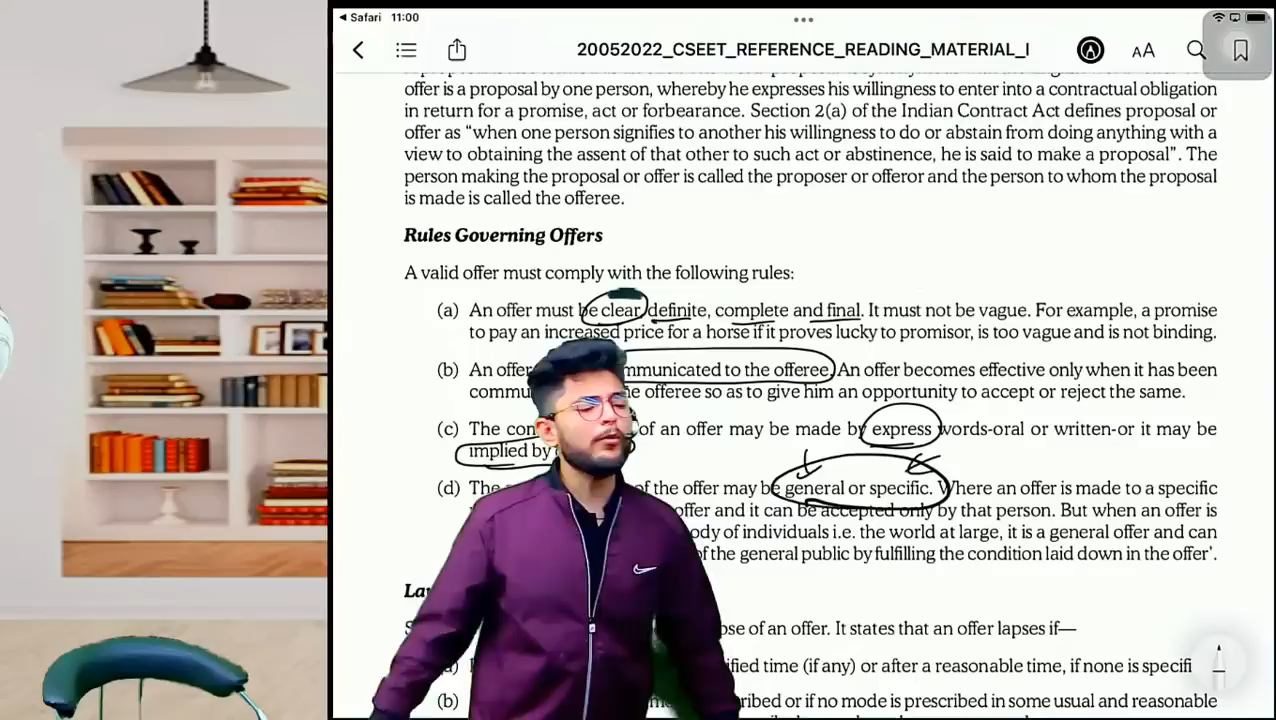 Safari 11:00
20052022_CSEET_REFERENCE_READING_MATERIAL_I
AA
offer is a proposal by one person, whereby he expresses his willingness to enter into a contractual obligation
in return for a promise, act or forbearance. Section 2(a) of the Indian Contract Act defines proposal or
offer as “when one person signifies to another his willingness to do or abstain from doing anything with a
view to obtaining the assent of that other to such act or abstinence, he is said to make a proposal”. The
person making the proposal or offer is called the proposer or offeror and the person to whom the proposal
is made is called the offeree.
Rules Governing Offers
A valid offer must comply with the following rules:
(a) An offer must be clear, definite, complete and final. It must not be vague. For example, a promise
to pay an increased price for a horse if it proves lucky to promisor, is too vague and is not binding.
(b) An offer mmunicated to the offeree. An offer becomes effective only when it has been
commu e offeree so as to give him an opportunity to accept or reject the same.
(c) The com of an offer may be made by express words-oral or written-or it may be
implied by
(d) The of the offer may be general or specific. Where an offer is made to a specific
offer and it can be accepted only by that person. But when an offer is
ody of individuals i.e. the world at large, it is a general offer and can
of the general public by fulfilling the condition laid down in the offer’.
La
ose of an offer. It states that an offer lapses if—
ified time (if any) or after a reasonable time, if none is specifi
(b) ribed or if no mode is prescribed in some usual and reasonable